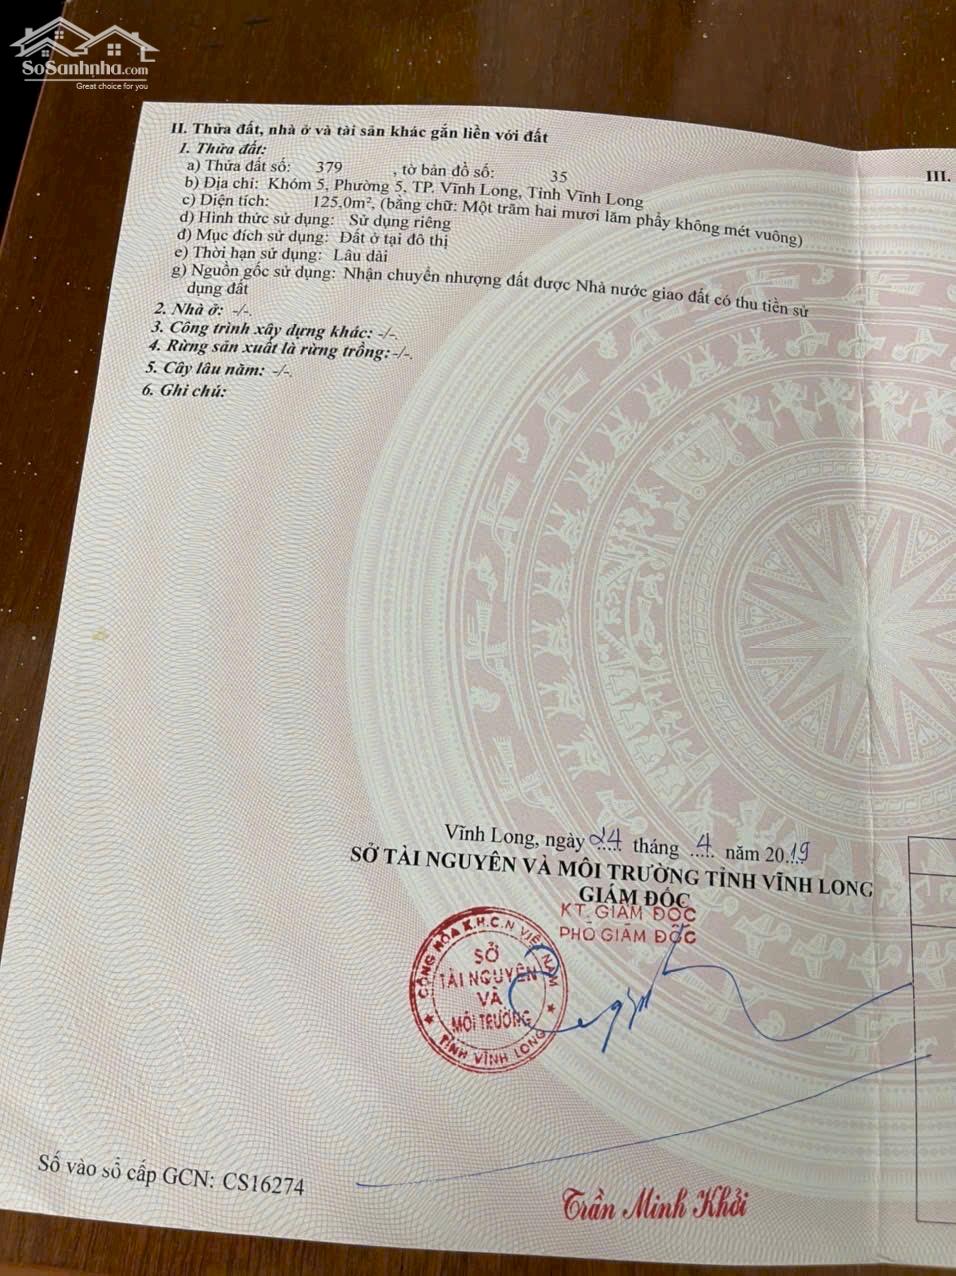 SoSanhnha.com
Great choice for you
II. Thửa đất, nhà ở và tài sản khác gắn liền với đất
1. Thửa đất:
a) Thửa đất số: 379 , tờ bản đồ số: 35
b) Địa chỉ: Khóm 5, Phường 5, TP. Vĩnh Long, Tỉnh Vĩnh Long
c) Diện tích: 125,0m², (bằng chữ: Một trăm hai mươi lăm phẩy không mét vuông)
d) Hình thức sử dụng: Sử dụng riêng
đ) Mục đích sử dụng: Đất ở tại đô thị
e) Thời hạn sử dụng: Lâu dài
g) Nguồn gốc sử dụng: Nhận chuyển nhượng đất được Nhà nước giao đất có thu tiền sử
dụng đất
2. Nhà ở: -/-.
3. Công trình xây dựng khác: -/-.
4. Rừng sản xuất là rừng trồng: -/-.
5. Cây lâu năm: -/-.
6. Ghi chú:
III.
Vĩnh Long, ngày 24 tháng 4 năm 2019
SỞ TÀI NGUYÊN VÀ MÔI TRƯỜNG TỈNH VĨNH LONG
GIÁM ĐỐC
KT. GIÁM ĐỐC
PHÓ GIÁM ĐỐC
CỘNG HÒA X.H.C.N VIỆT NAM
SỞ
TÀI NGUYÊN
VÀ
MÔI TRƯỜNG
TỈNH VĨNH LONG
Số vào sổ cấp GCN: CS16274
Trần Minh Khởi